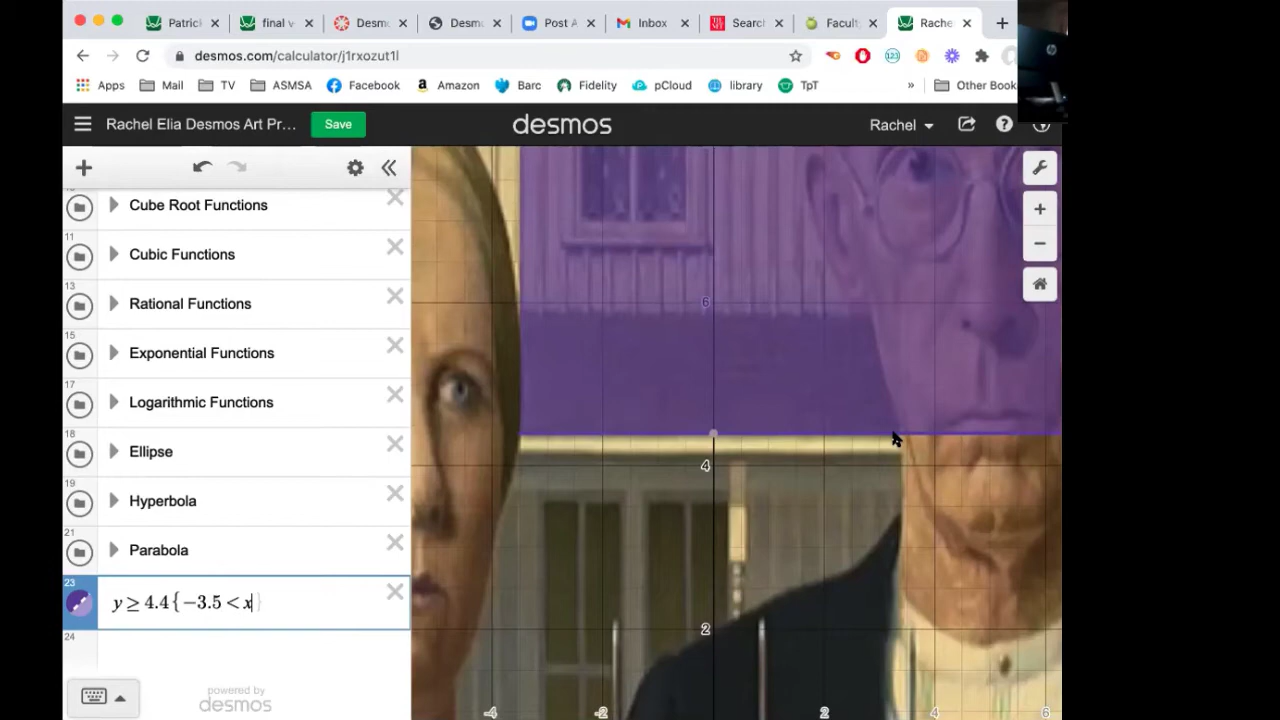 Patrick
final v
Desmo
Desmo
Post A
Inbox
Search
Facult
Rache
desmos.com/calculator/j1rxozut1l
123
Apps
Mail
TV
ASMSA
Facebook
Amazon
Barc
Fidelity
pCloud
library
TpT
»
Other Book
Rachel Elia Desmos Art Pr...
Save
desmos
Rachel
Cube Root Functions
11
Cubic Functions
13
Rational Functions
15
Exponential Functions
17
Logarithmic Functions
18
Ellipse
19
Hyperbola
21
Parabola
23
y ≥ 4.4{−3.5 < x}
24
powered by
desmos
6
4
2
-4
-2
2
4
6